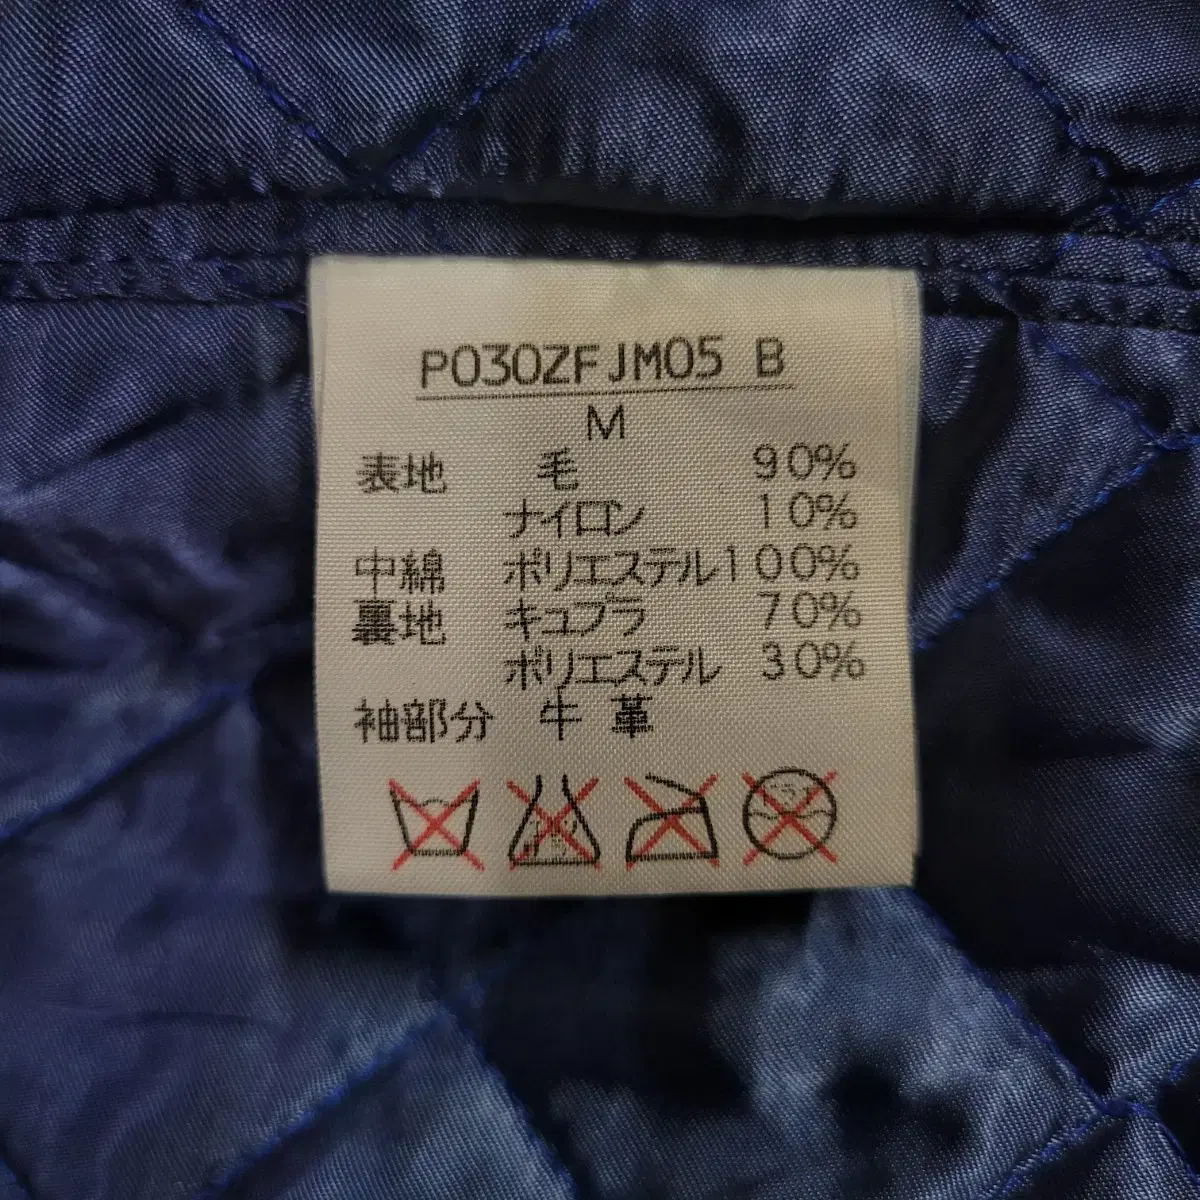 P030ZFJM05 B
M
表地 毛 90%
ナイロン 10%
中綿 ポリエステル100%
裏地 キュプラ 70%
ポリエステル 30%
袖部分 牛革